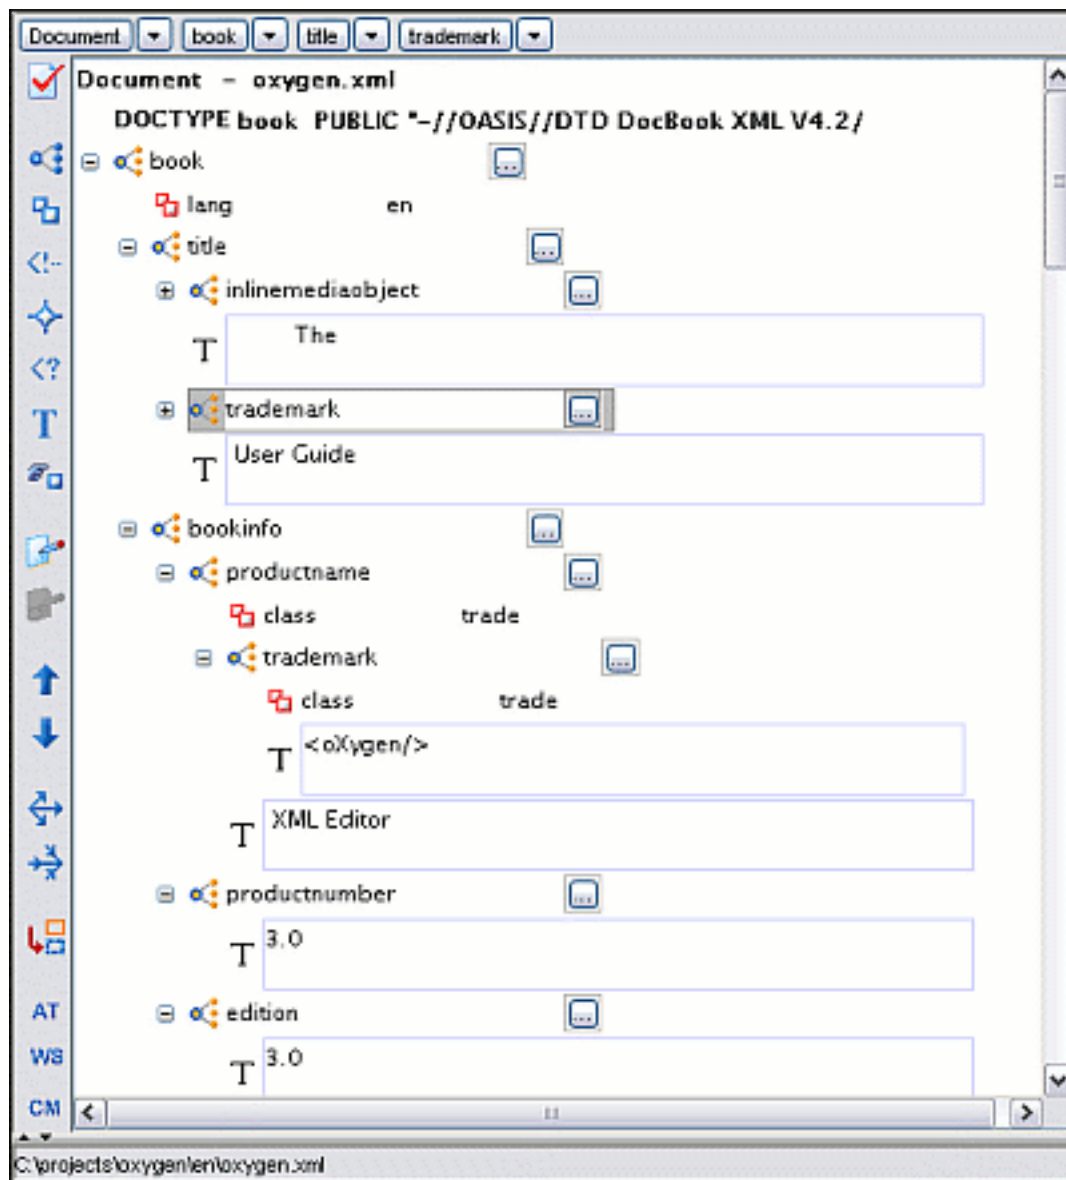 Document book title trademark
Document - oxygen.xml
DOCTYPE book PUBLIC "-//OASIS//DTD DocBook XML V4.2/
book ...
lang en
<!--
title ...
inlinemediaobject ...
T The
<?
trademark ...
T
T User Guide
bookinfo ...
productname ...
class trade
trademark ...
class trade
T <oXygen/>
T XML Editor
productnumber ...
T 3.0
AT
edition ...
WS
T 3.0
CM
C:\projects\oxygen\en\oxygen.xml